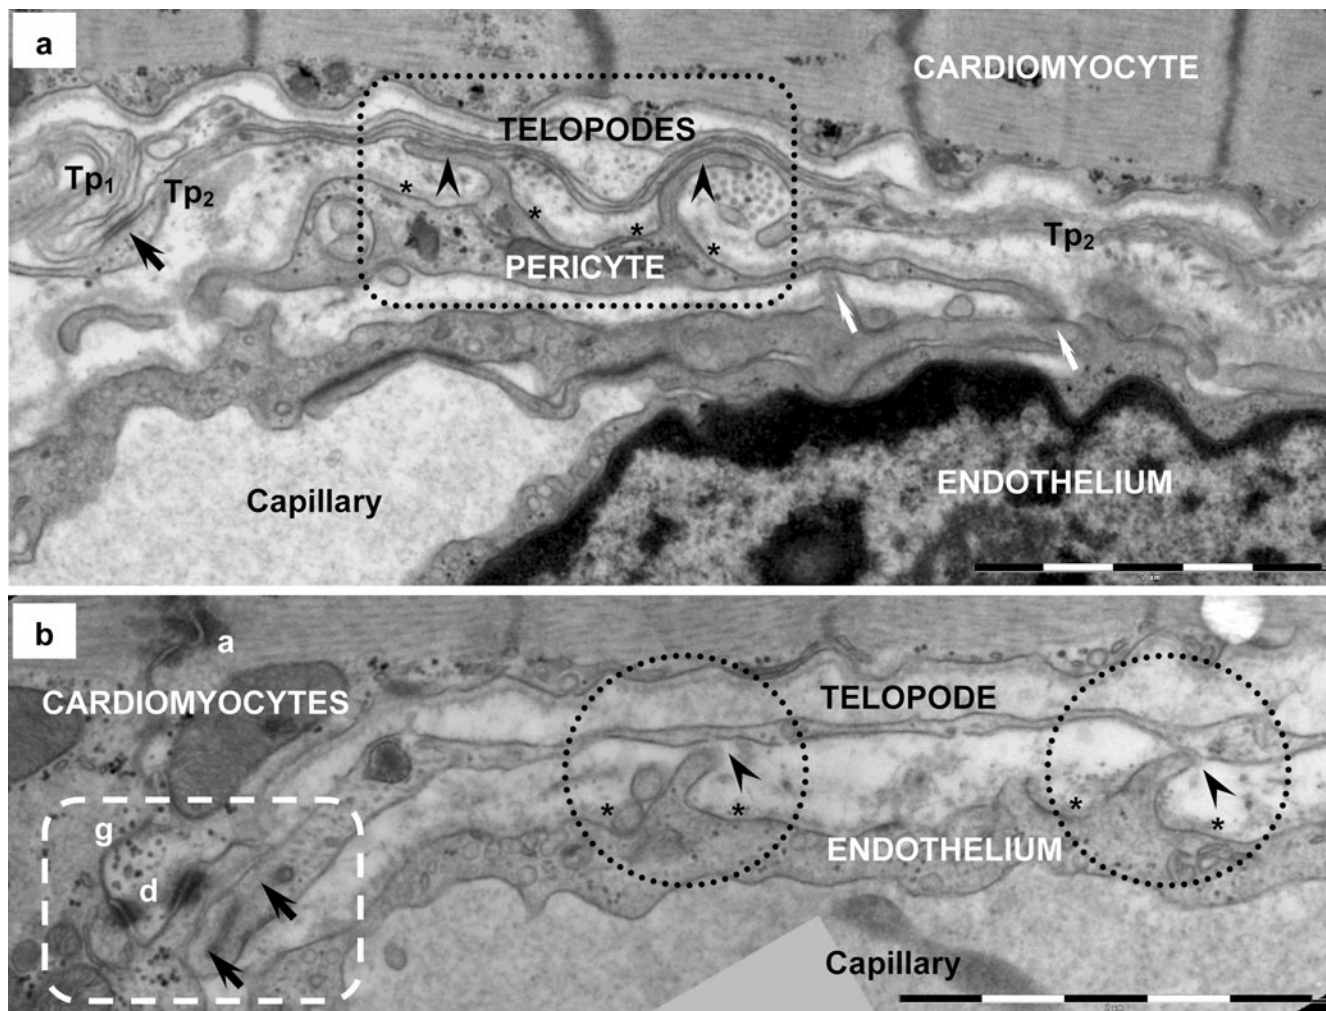 a
CARDIOMYOCYTE
TELOPODES
Tp1
Tp2
* * * *
PERICYTE
Tp2
Capillary
ENDOTHELIUM
b
a
CARDIOMYOCYTES
TELOPODE
g
* * * *
d
ENDOTHELIUM
Capillary